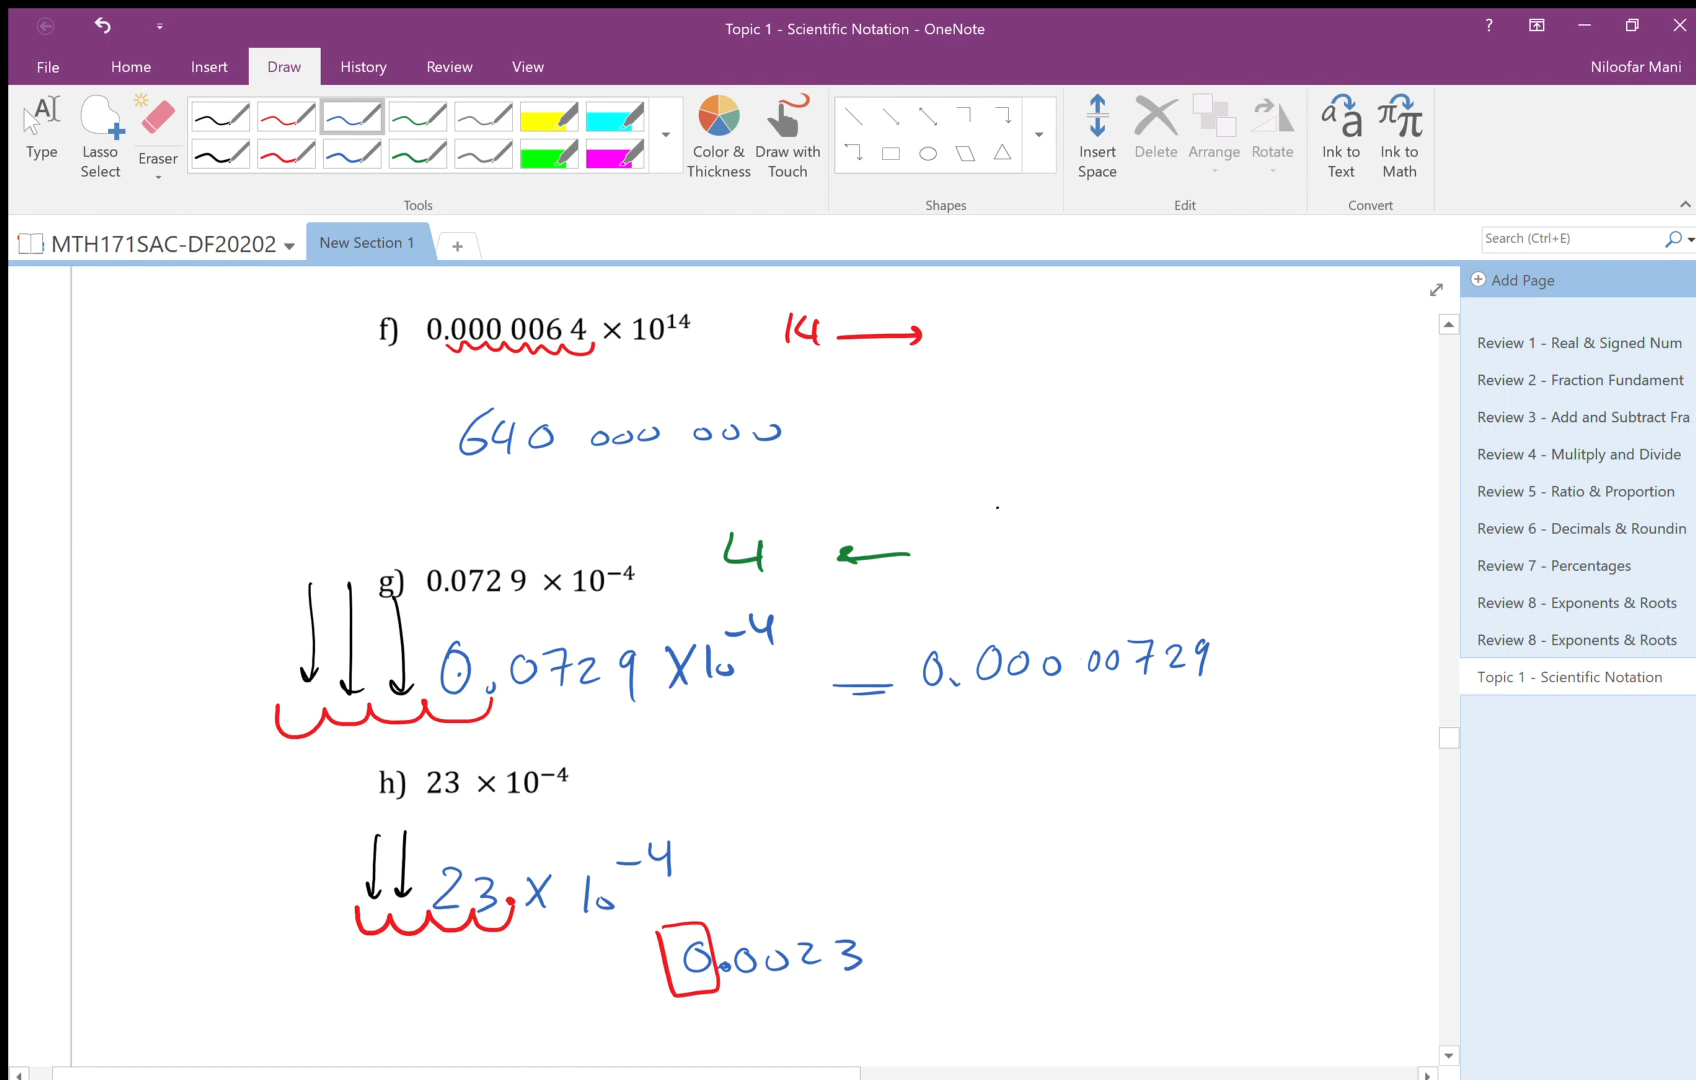 Topic 1 - Scientific Notation - OneNote
?
File Home Insert Draw History Review View
Niloofar Mani
Type
Lasso Select
Eraser
Color & Thickness
Draw with Touch
Insert Space
Delete
Arrange
Rotate
Ink to Text
Ink to Math
Tools
Shapes
Edit
Convert
MTH171SAC-DF20202
New Section 1
+
Search (Ctrl+E)
Add Page
Review 1 - Real & Signed Num
Review 2 - Fraction Fundament
Review 3 - Add and Subtract Fra
Review 4 - Mulitply and Divide
Review 5 - Ratio & Proportion
Review 6 - Decimals & Roundin
Review 7 - Percentages
Review 8 - Exponents & Roots
Review 8 - Exponents & Roots
Topic 1 - Scientific Notation
f) 0.000 006 4 × 10¹⁴ 14 →
640 000 000
4 ←
g) 0.072 9 × 10⁻⁴
0.0729 × 10⁻⁴ = 0.000 00729
h) 23 × 10⁻⁴
23. × 10⁻⁴
0.0023